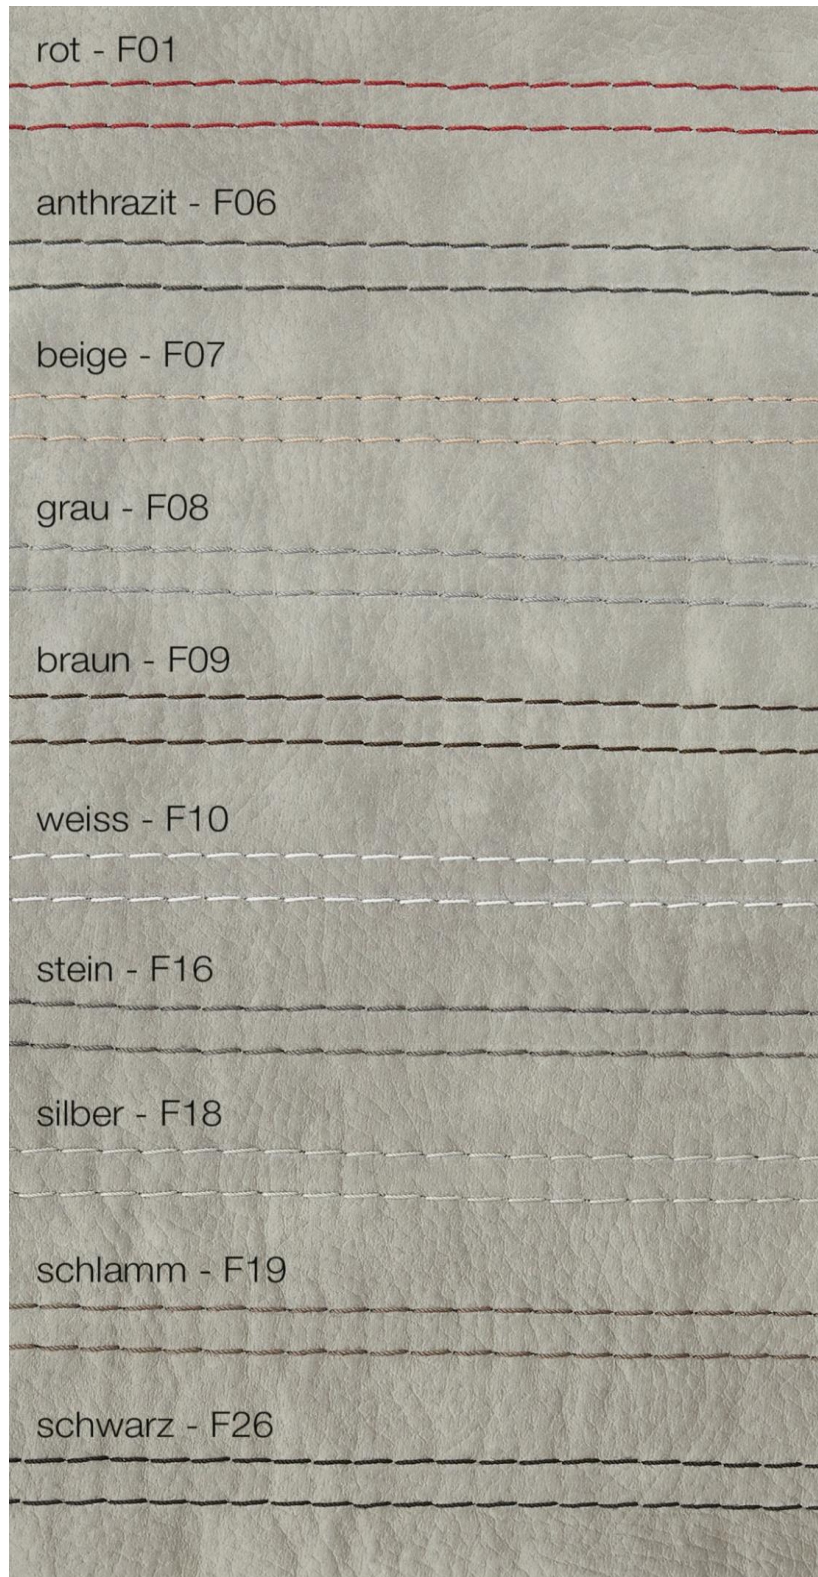 rot - F01
anthrazit - F06
beige - F07
grau - F08
braun - F09
weiss - F10
stein - F16
silber - F18
schlamm - F19
schwarz - F26